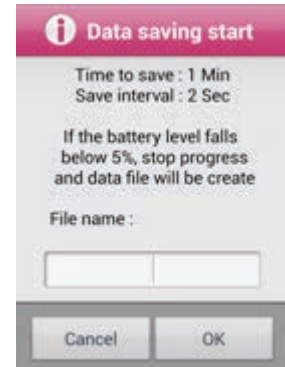 Data saving start
Time to save : 1 Min
Save interval : 2 Sec
If the battery level falls
below 5%, stop progress
and data file will be create
File name :
Cancel
OK